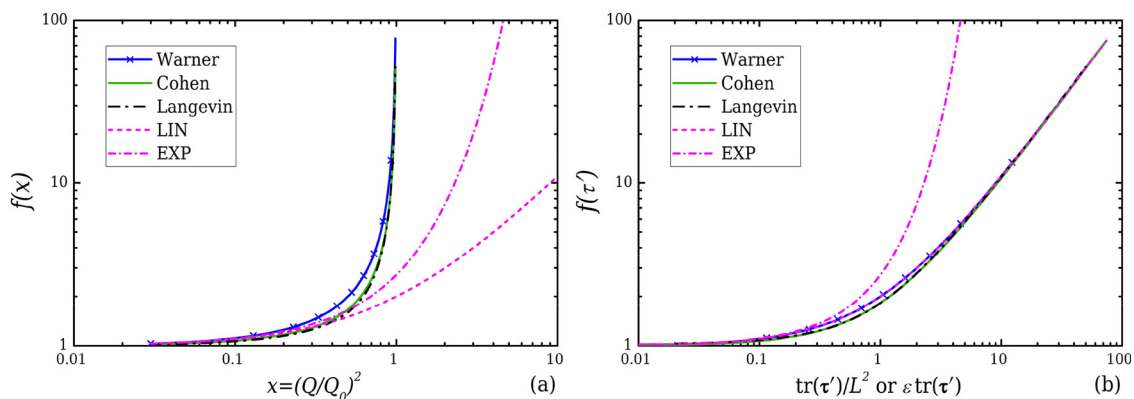 100
10
1
f(x)
Warner
Cohen
Langevin
LIN
EXP
0.01
0.1
1
10
x=(Q/Q₀)²
(a)
100
10
1
f(τ′)
Warner
Cohen
Langevin
LIN
EXP
0.01
0.1
1
10
100
tr(τ′)/L² or εtr(τ′)
(b)